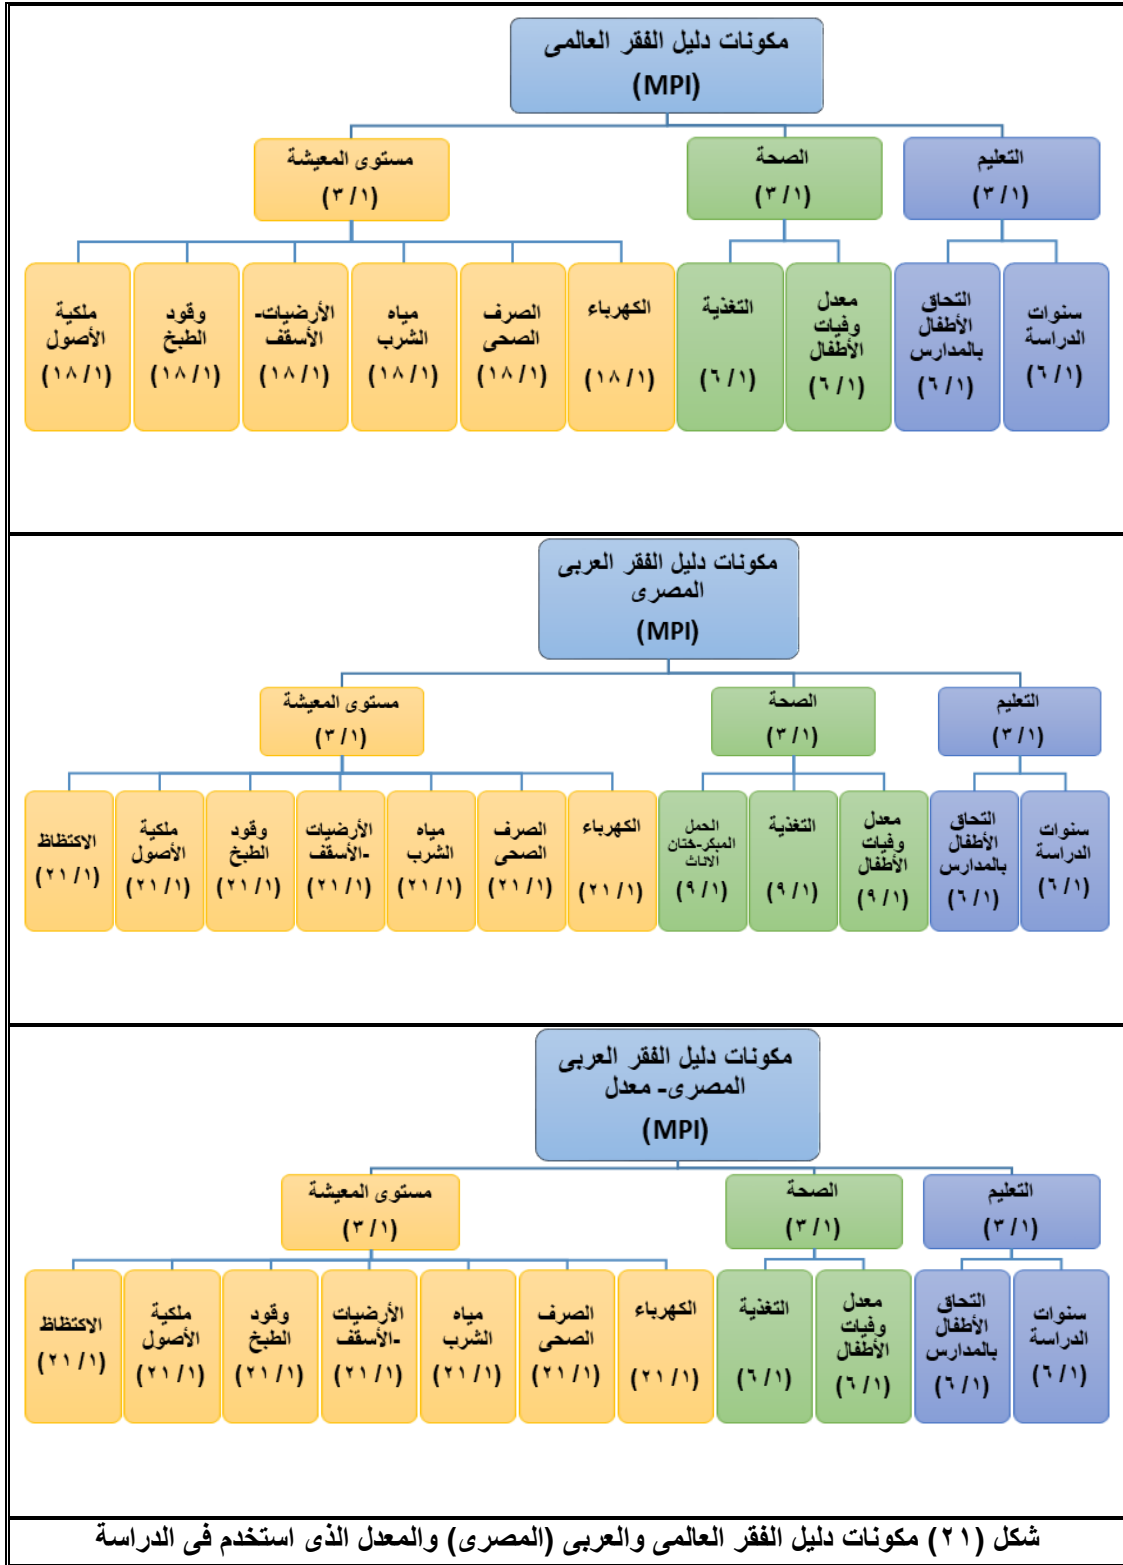 مكونات دليل الفقر العالمى
(MPI)
التعليم
(١/ ٣)
الصحة
(١/ ٣)
مستوى المعيشة
(١/ ٣)
سنوات
الدراسة
(١/ ٦)
التحاق
الأطفال
بالمدارس
(١/ ٦)
معدل
وفيات
الأطفال
(١/ ٦)
التغذية
(١/ ٦)
الكهرباء
(١/ ١٨)
الصرف
الصحى
(١/ ١٨)
مياه
الشرب
(١/ ١٨)
الأرضيات-
الأسقف
(١/ ١٨)
وقود
الطبخ
(١/ ١٨)
ملكية
الأصول
(١/ ١٨)
مكونات دليل الفقر العربى
المصرى
(MPI)
التعليم
(١/ ٣)
الصحة
(١/ ٣)
مستوى المعيشة
(١/ ٣)
سنوات
الدراسة
(١/ ٦)
التحاق
الأطفال
بالمدارس
(١/ ٦)
معدل
وفيات
الأطفال
(١/ ٩)
التغذية
(١/ ٩)
الحمل
المبكر-ختان
الاناث
(١/ ٩)
الكهرباء
(١/ ٢١)
الصرف
الصحى
(١/ ٢١)
مياه
الشرب
(١/ ٢١)
الأرضيات
-الأسقف
(١/ ٢١)
وقود
الطبخ
(١/ ٢١)
ملكية
الأصول
(١/ ٢١)
الاكتظاظ
(١/ ٢١)
مكونات دليل الفقر العربى
المصرى- معدل
(MPI)
التعليم
(١/ ٣)
الصحة
(١/ ٣)
مستوى المعيشة
(١/ ٣)
سنوات
الدراسة
(١/ ٦)
التحاق
الأطفال
بالمدارس
(١/ ٦)
معدل
وفيات
الأطفال
(١/ ٦)
التغذية
(١/ ٦)
الكهرباء
(١/ ٢١)
الصرف
الصحى
(١/ ٢١)
مياه
الشرب
(١/ ٢١)
الأرضيات
-الأسقف
(١/ ٢١)
وقود
الطبخ
(١/ ٢١)
ملكية
الأصول
(١/ ٢١)
الاكتظاظ
(١/ ٢١)
شكل (٢١) مكونات دليل الفقر العالمى والعربى (المصرى) والمعدل الذى استخدم فى الدراسة